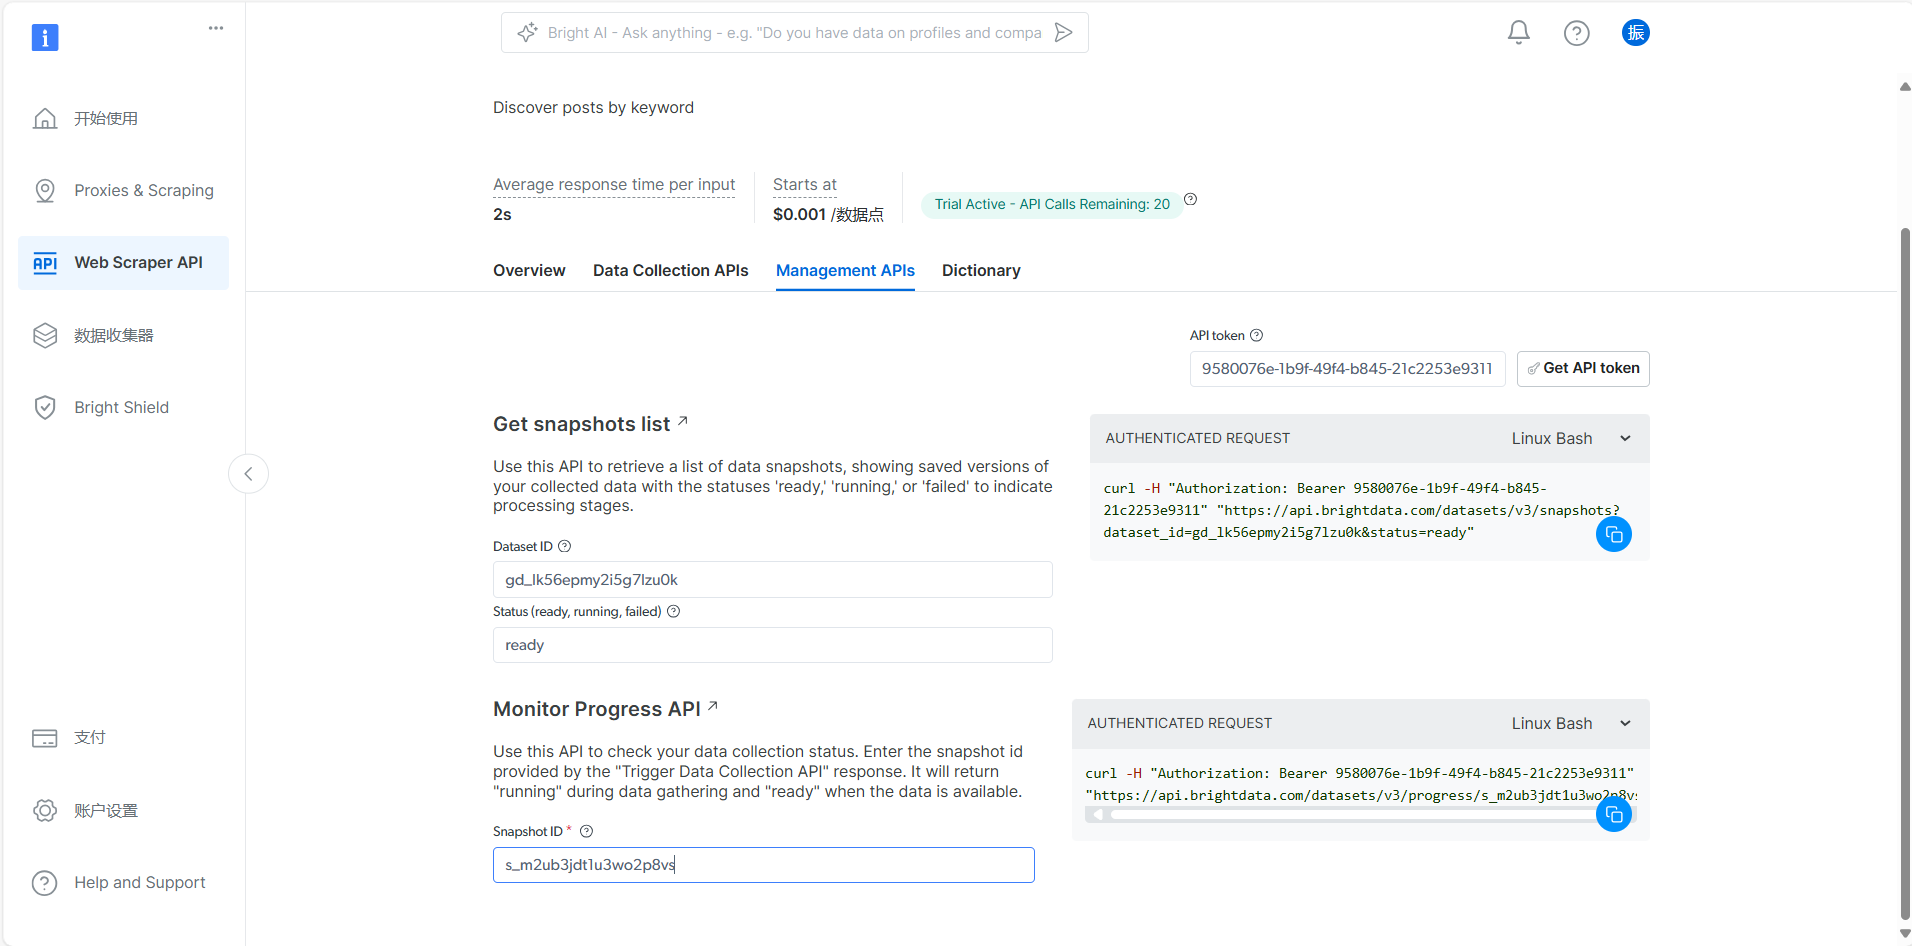 Bright AI - Ask anything - e.g. "Do you have data on profiles and compa
振
开始使用
Proxies & Scraping
Web Scraper API
数据收集器
Bright Shield
支付
账户设置
Help and Support
Discover posts by keyword
Average response time per input
2s
Starts at
$0.001 /数据点
Trial Active - API Calls Remaining: 20
Overview
Data Collection APIs
Management APIs
Dictionary
API token
9580076e-1b9f-49f4-b845-21c2253e9311
Get API token
Get snapshots list
Use this API to retrieve a list of data snapshots, showing saved versions of
your collected data with the statuses 'ready,' 'running,' or 'failed' to indicate
processing stages.
Dataset ID
gd_lk56epmy2i5g7lzu0k
Status (ready, running, failed)
ready
AUTHENTICATED REQUEST
Linux Bash
curl -H "Authorization: Bearer 9580076e-1b9f-49f4-b845-
21c2253e9311" "https://api.brightdata.com/datasets/v3/snapshots?
dataset_id=gd_lk56epmy2i5g7lzu0k&status=ready"
Monitor Progress API
Use this API to check your data collection status. Enter the snapshot id
provided by the "Trigger Data Collection API" response. It will return
"running" during data gathering and "ready" when the data is available.
Snapshot ID *
s_m2ub3jdt1u3wo2p8vs
AUTHENTICATED REQUEST
Linux Bash
curl -H "Authorization: Bearer 9580076e-1b9f-49f4-b845-21c2253e9311"
"https://api.brightdata.com/datasets/v3/progress/s_m2ub3jdt1u3wo2p8vs